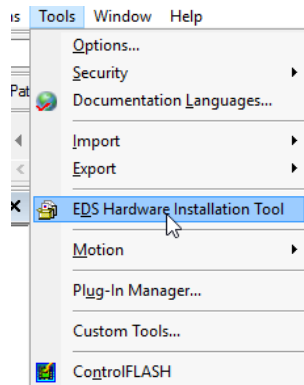 ns Tools Window Help
Options...
Security
Pat
Documentation Languages...
Import
Export
EDS Hardware Installation Tool
Motion
Plug-In Manager...
Custom Tools...
ControlFLASH